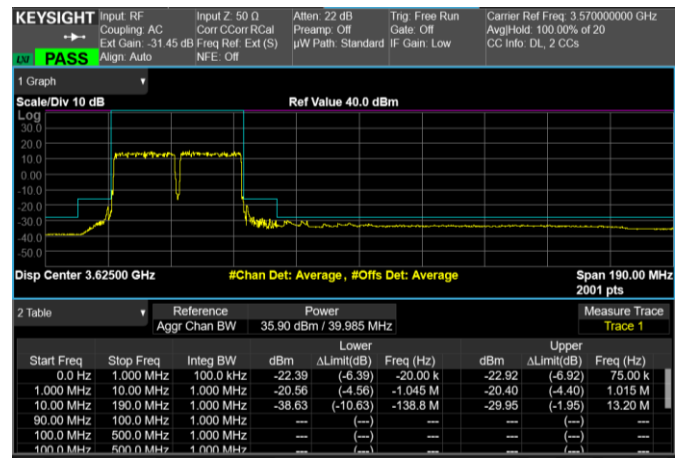 KEYSIGHT Input: RF Input Z: 50 Ω Atten: 22 dB Trig: Free Run Carrier Ref Freq: 3.570000000 GHz
Coupling: AC Corr CCorr RCal Preamp: Off Gate: Off Avg|Hold: 100.00% of 20
Ext Gain: -31.45 dB Freq Ref: Ext (S) µW Path: Standard IF Gain: Low CC Info: DL, 2 CCs
LXI PASS Align: Auto NFE: Off
1 Graph
Scale/Div 10 dB Ref Value 40.0 dBm
Log
30.0
20.0
10.0
0.00
-10.0
-20.0
-30.0
-40.0
-50.0
Disp Center 3.62500 GHz #Chan Det: Average, #Offs Det: Average Span 190.00 MHz
2001 pts
2 Table Reference Power Measure Trace
Aggr Chan BW 35.90 dBm / 39.985 MHz Trace 1
Lower Upper
Start Freq Stop Freq Integ BW dBm ΔLimit(dB) Freq (Hz) dBm ΔLimit(dB) Freq (Hz)
0.0 Hz 1.000 MHz 100.0 kHz -22.39 (-6.39) -20.00 k -22.92 (-6.92) 75.00 k
1.000 MHz 10.00 MHz 1.000 MHz -20.56 (-4.56) -1.045 M -20.40 (-4.40) 1.015 M
10.00 MHz 190.0 MHz 1.000 MHz -38.63 (-10.63) -138.8 M -29.95 (-1.95) 13.20 M
90.00 MHz 100.0 MHz 1.000 MHz --- (---) --- --- (---) ---
100.0 MHz 500.0 MHz 1.000 MHz --- (---) --- --- (---) ---
100.0 MHz 500.0 MHz 1.000 MHz --- (---) --- --- (---) ---